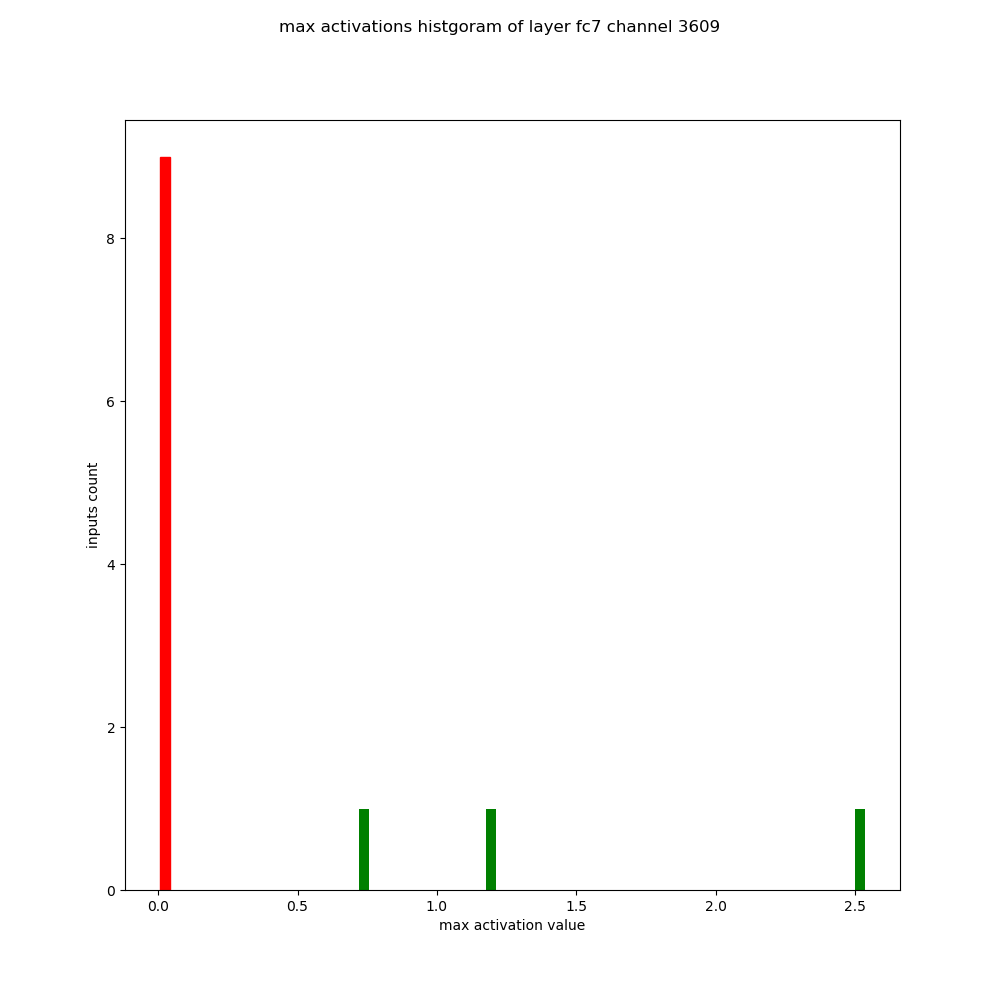 max activations histgoram of layer fc7 channel 3609
8
6
4
2
0
inputs count
0.0 0.5 1.0 1.5 2.0 2.5
max activation value